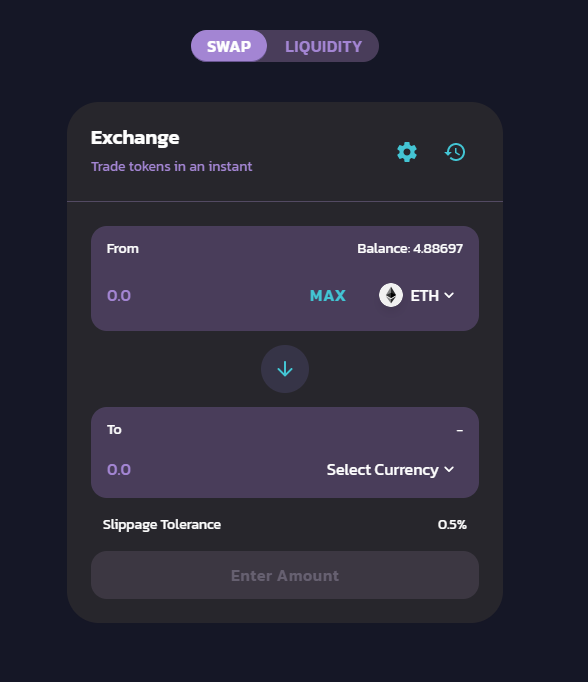 SWAP LIQUIDITY
Exchange
Trade tokens in an instant
From Balance: 4.88697
0.0 MAX ETH
To -
0.0 Select Currency
Slippage Tolerance 0.5%
Enter Amount